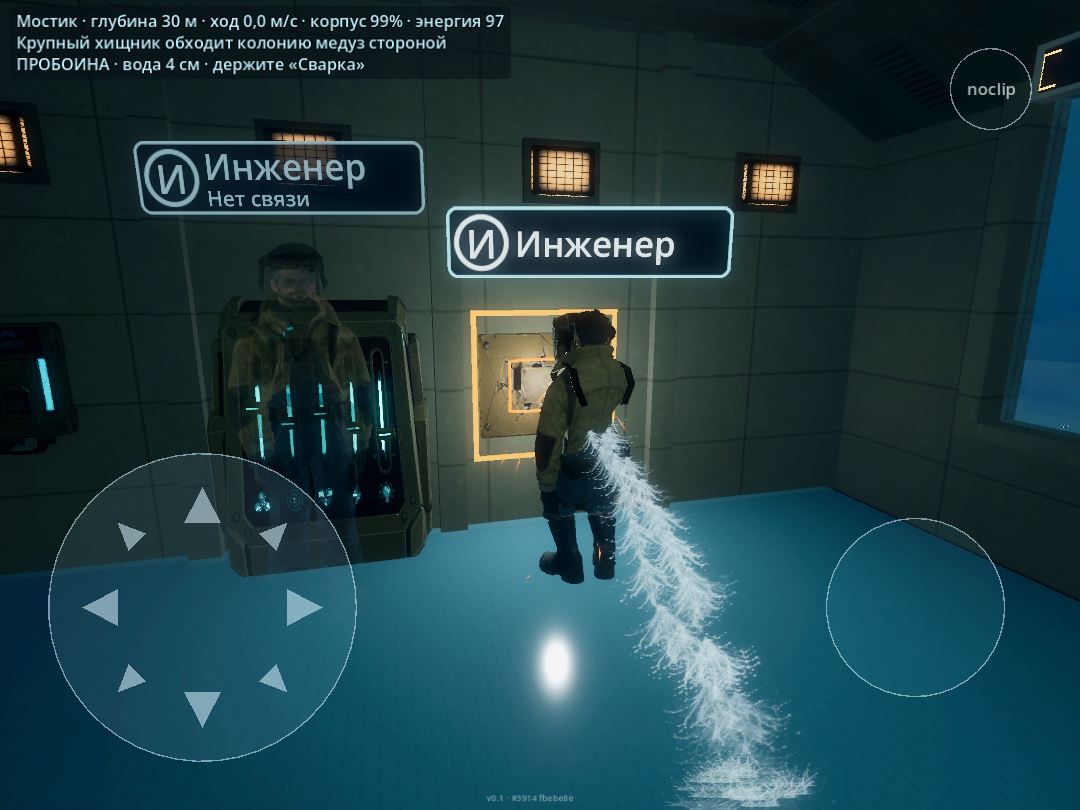 Мостик · глубина 30 м · ход 0,0 м/с · корпус 99% · энергия 97
Крупный хищник обходит колонию медуз стороной
ПРОБОИНА · вода 4 см · держите «Сварка»
noclip
И Инженер
Нет связи
И Инженер
v0.1 · #3914 fbebe8e